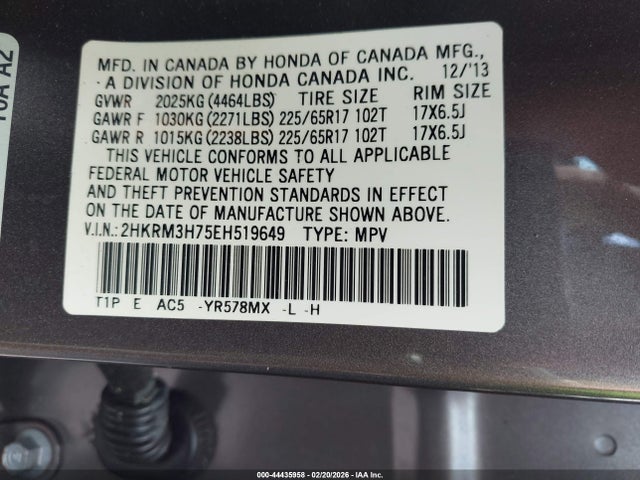 MFD. IN CANADA BY HONDA OF CANADA MFG.,
- A DIVISION OF HONDA CANADA INC. 12/'13
GVWR 2025KG (4464LBS) TIRE SIZE RIM SIZE
GAWR F 1030KG (2271LBS) 225/65R17 102T 17X6.5J
GAWR R 1015KG (2238LBS) 225/65R17 102T 17X6.5J
THIS VEHICLE CONFORMS TO ALL APPLICABLE
FEDERAL MOTOR VEHICLE SAFETY
AND THEFT PREVENTION STANDARDS IN EFFECT
ON THE DATE OF MANUFACTURE SHOWN ABOVE.
V.I.N.: 2HKRM3H75EH519649 TYPE: MPV
T1P E AC5 -YR578MX -L -H
000-44435958 - 02/20/2026 - IAA Inc.